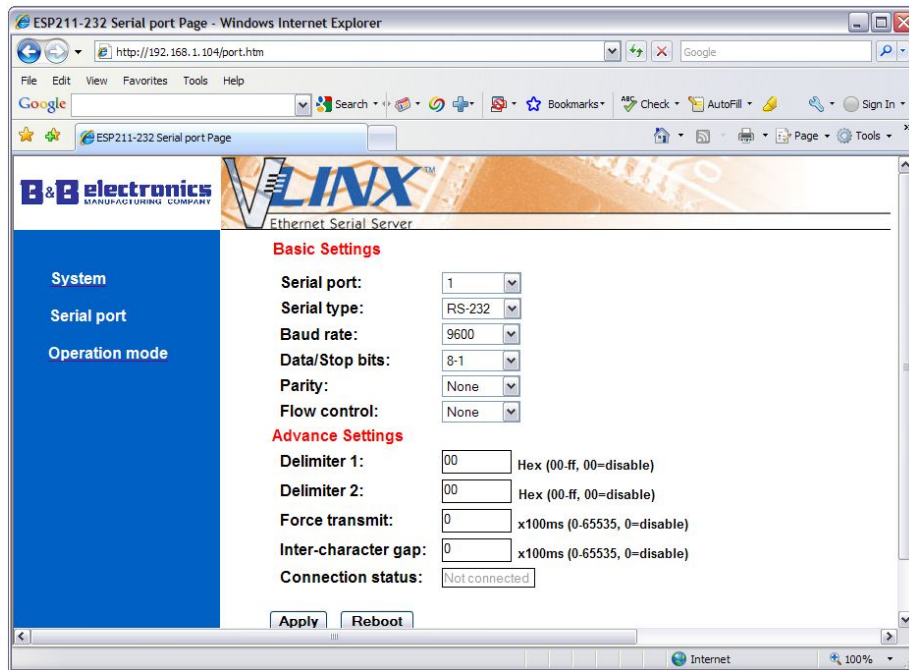 ESP211-232 Serial port Page - Windows Internet Explorer
http://192.168.1.104/port.htm
Google
File Edit View Favorites Tools Help
Google Search Bookmarks ABC Check AutoFill Sign In
ESP211-232 Serial port Page Page Tools »
B&B electronics VLINX™
MANUFACTURING COMPANY
Ethernet Serial Server
Basic Settings
System
Serial port
Operation mode
Serial port: 1
Serial type: RS-232
Baud rate: 9600
Data/Stop bits: 8-1
Parity: None
Flow control: None
Advance Settings
Delimiter 1: 00 Hex (00-ff, 00=disable)
Delimiter 2: 00 Hex (00-ff, 00=disable)
Force transmit: 0 x100ms (0-65535, 0=disable)
Inter-character gap: 0 x100ms (0-65535, 0=disable)
Connection status: Not connected
Apply Reboot
Internet 100%